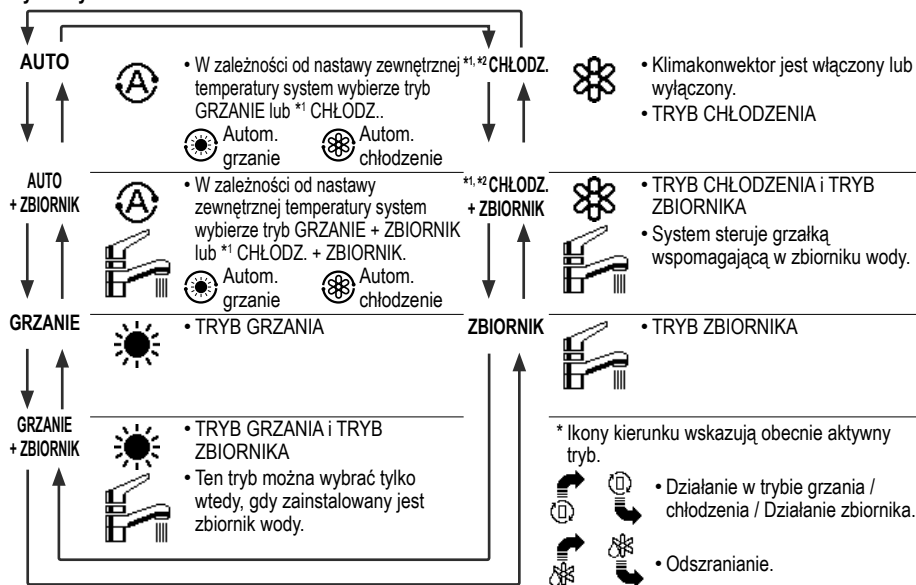 AUTO
• W zależności od nastawy zewnętrznej
temperatury system wybierze tryb
GRZANIE lub *1 CHŁODZ..
Autom.
grzanie
Autom.
chłodzenie
AUTO
+ ZBIORNIK
• W zależności od nastawy
zewnętrznej temperatury system
wybierze tryb GRZANIE + ZBIORNIK
lub *1 CHŁODZ. + ZBIORNIK.
Autom.
grzanie
Autom.
chłodzenie
GRZANIE
• TRYB GRZANIA
GRZANIE
+ ZBIORNIK
• TRYB GRZANIA i TRYB
ZBIORNIKA
• Ten tryb można wybrać tylko
wtedy, gdy zainstalowany jest
zbiornik wody.
*1, *2 CHŁODZ.
• Klimakonwektor jest włączony lub
wyłączony.
• TRYB CHŁODZENIA
*1, *2 CHŁODZ.
+ ZBIORNIK
• TRYB CHŁODZENIA i TRYB
ZBIORNIKA
• System steruje grzałką
wspomagającą w zbiorniku wody.
ZBIORNIK
• TRYB ZBIORNIKA
* Ikony kierunku wskazują obecnie aktywny
tryb.
• Działanie w trybie grzania /
chłodzenia / Działanie zbiornika.
• Odszranianie.